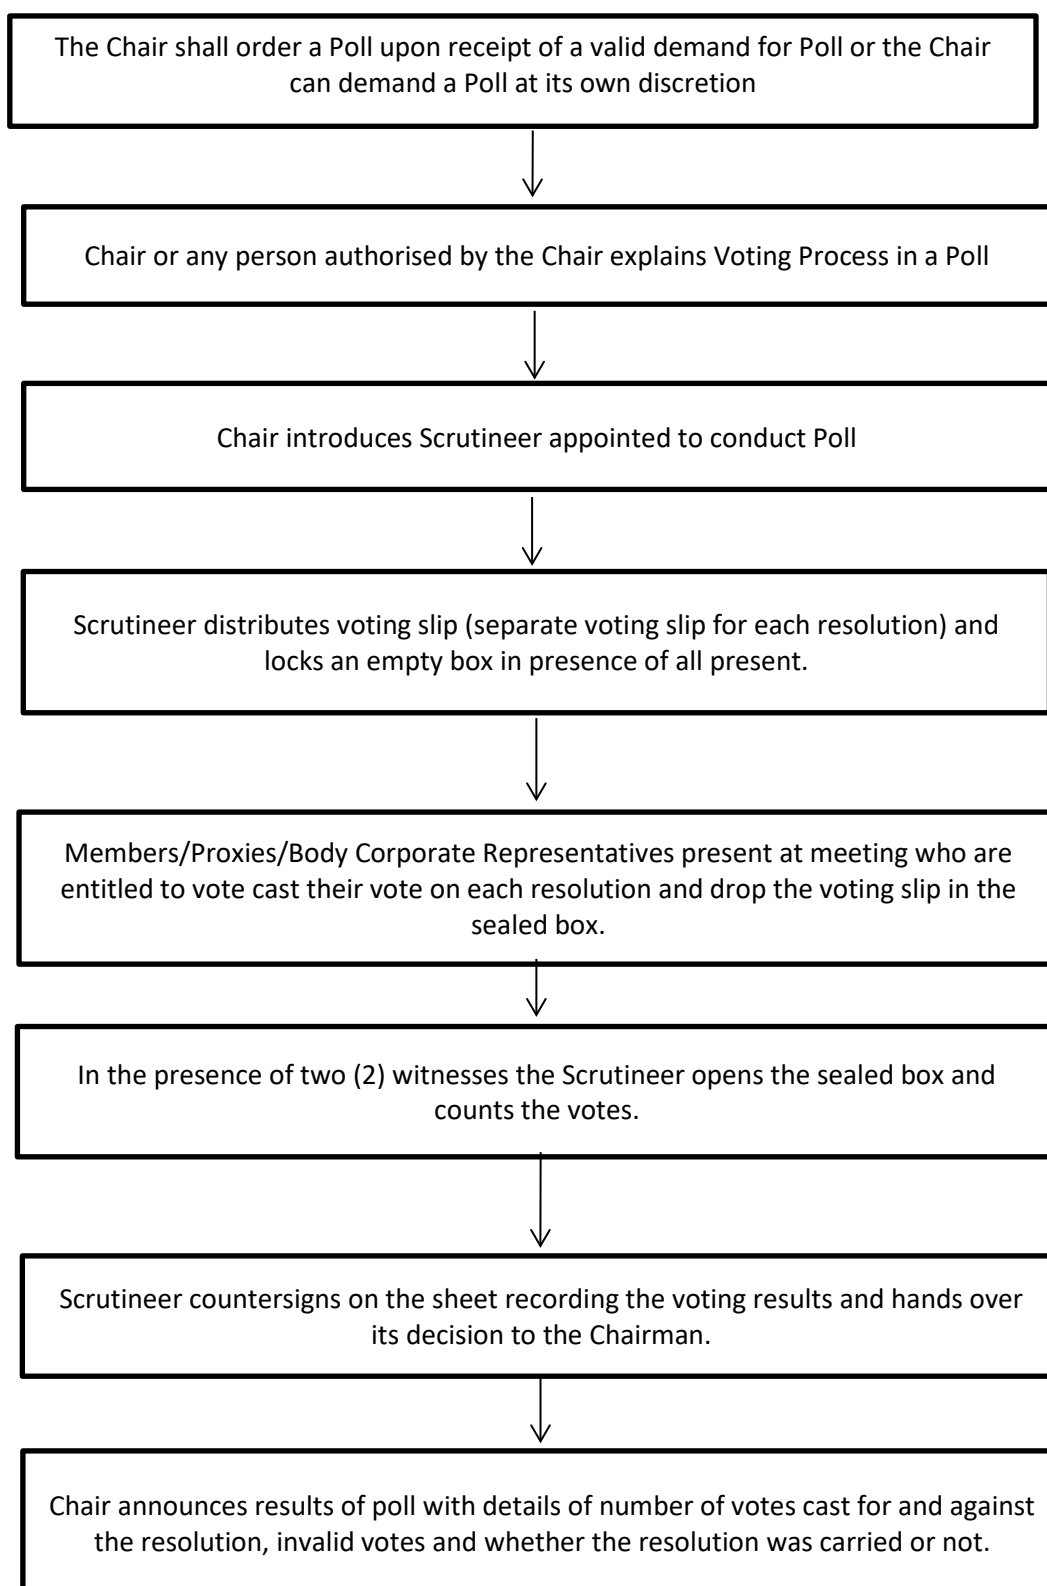 The Chair shall order a Poll upon receipt of a valid demand for Poll or the Chair
can demand a Poll at its own discretion
Chair or any person authorised by the Chair explains Voting Process in a Poll
Chair introduces Scrutineer appointed to conduct Poll
Scrutineer distributes voting slip (separate voting slip for each resolution) and
locks an empty box in presence of all present.
Members/Proxies/Body Corporate Representatives present at meeting who are
entitled to vote cast their vote on each resolution and drop the voting slip in the
sealed box.
In the presence of two (2) witnesses the Scrutineer opens the sealed box and
counts the votes.
Scrutineer countersigns on the sheet recording the voting results and hands over
its decision to the Chairman.
Chair announces results of poll with details of number of votes cast for and against
the resolution, invalid votes and whether the resolution was carried or not.